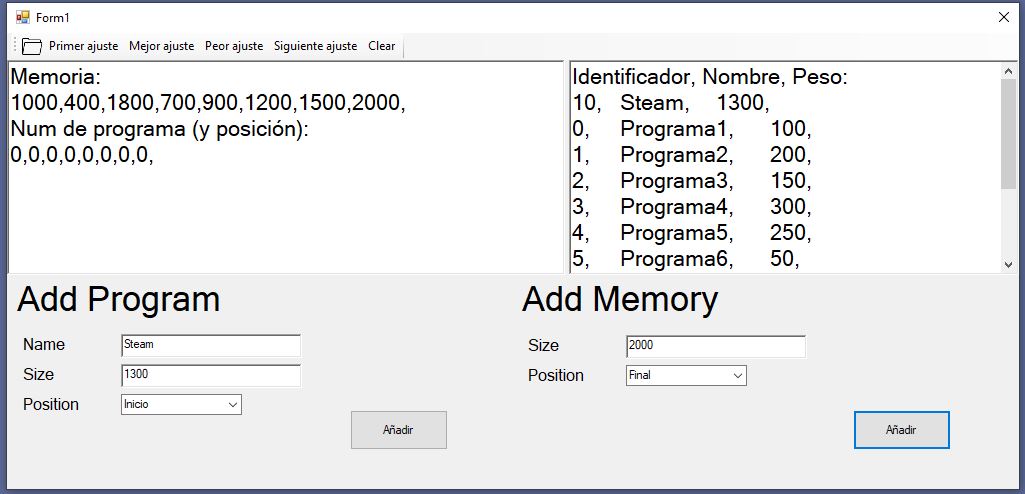 Form1
Primer ajuste Mejor ajuste Peor ajuste Siguiente ajuste Clear
Memoria:
1000,400,1800,700,900,1200,1500,2000,
Num de programa (y posición):
0,0,0,0,0,0,0,0,
Identificador, Nombre, Peso:
10, Steam, 1300,
0, Programa1, 100,
1, Programa2, 200,
2, Programa3, 150,
3, Programa4, 300,
4, Programa5, 250,
5, Programa6, 50,
Add Program
Name Steam
Size 1300
Position Inicio
Añadir
Add Memory
Size 2000
Position Final
Añadir